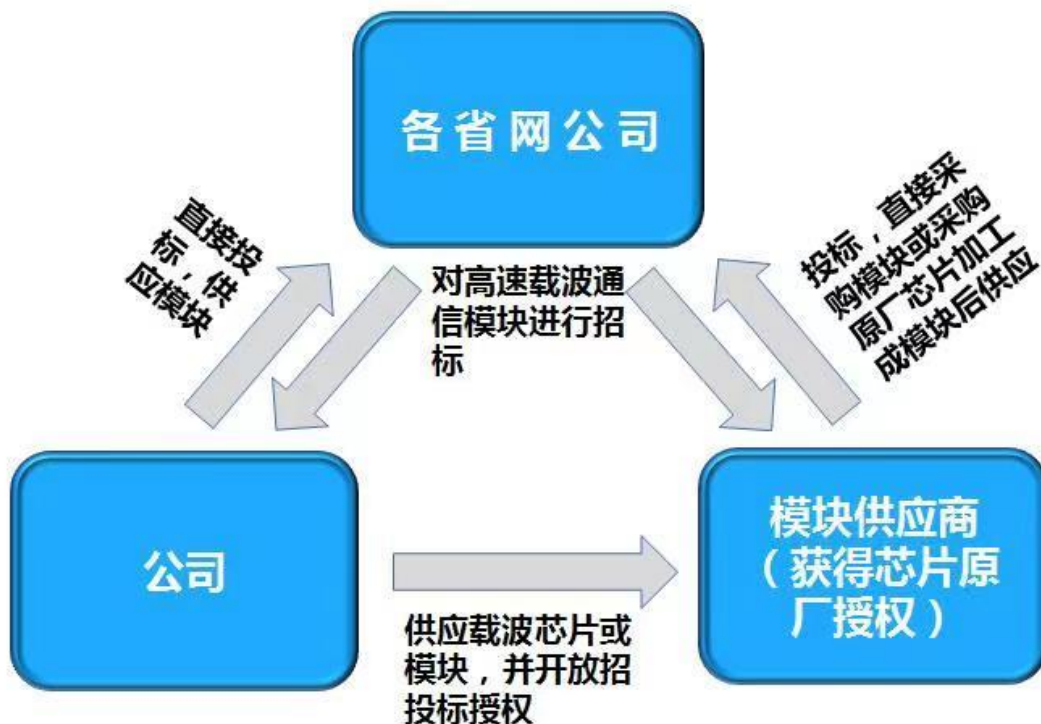 各省网公司
直接投
标，供
应模块
对高速载波通
信模块进行招
标
投标，直接采
购模块或采购
原厂芯片加工
成模块后供应
公司
模块供应商
（获得芯片原
厂授权）
供应载波芯片或
模块，并开放招
投标授权